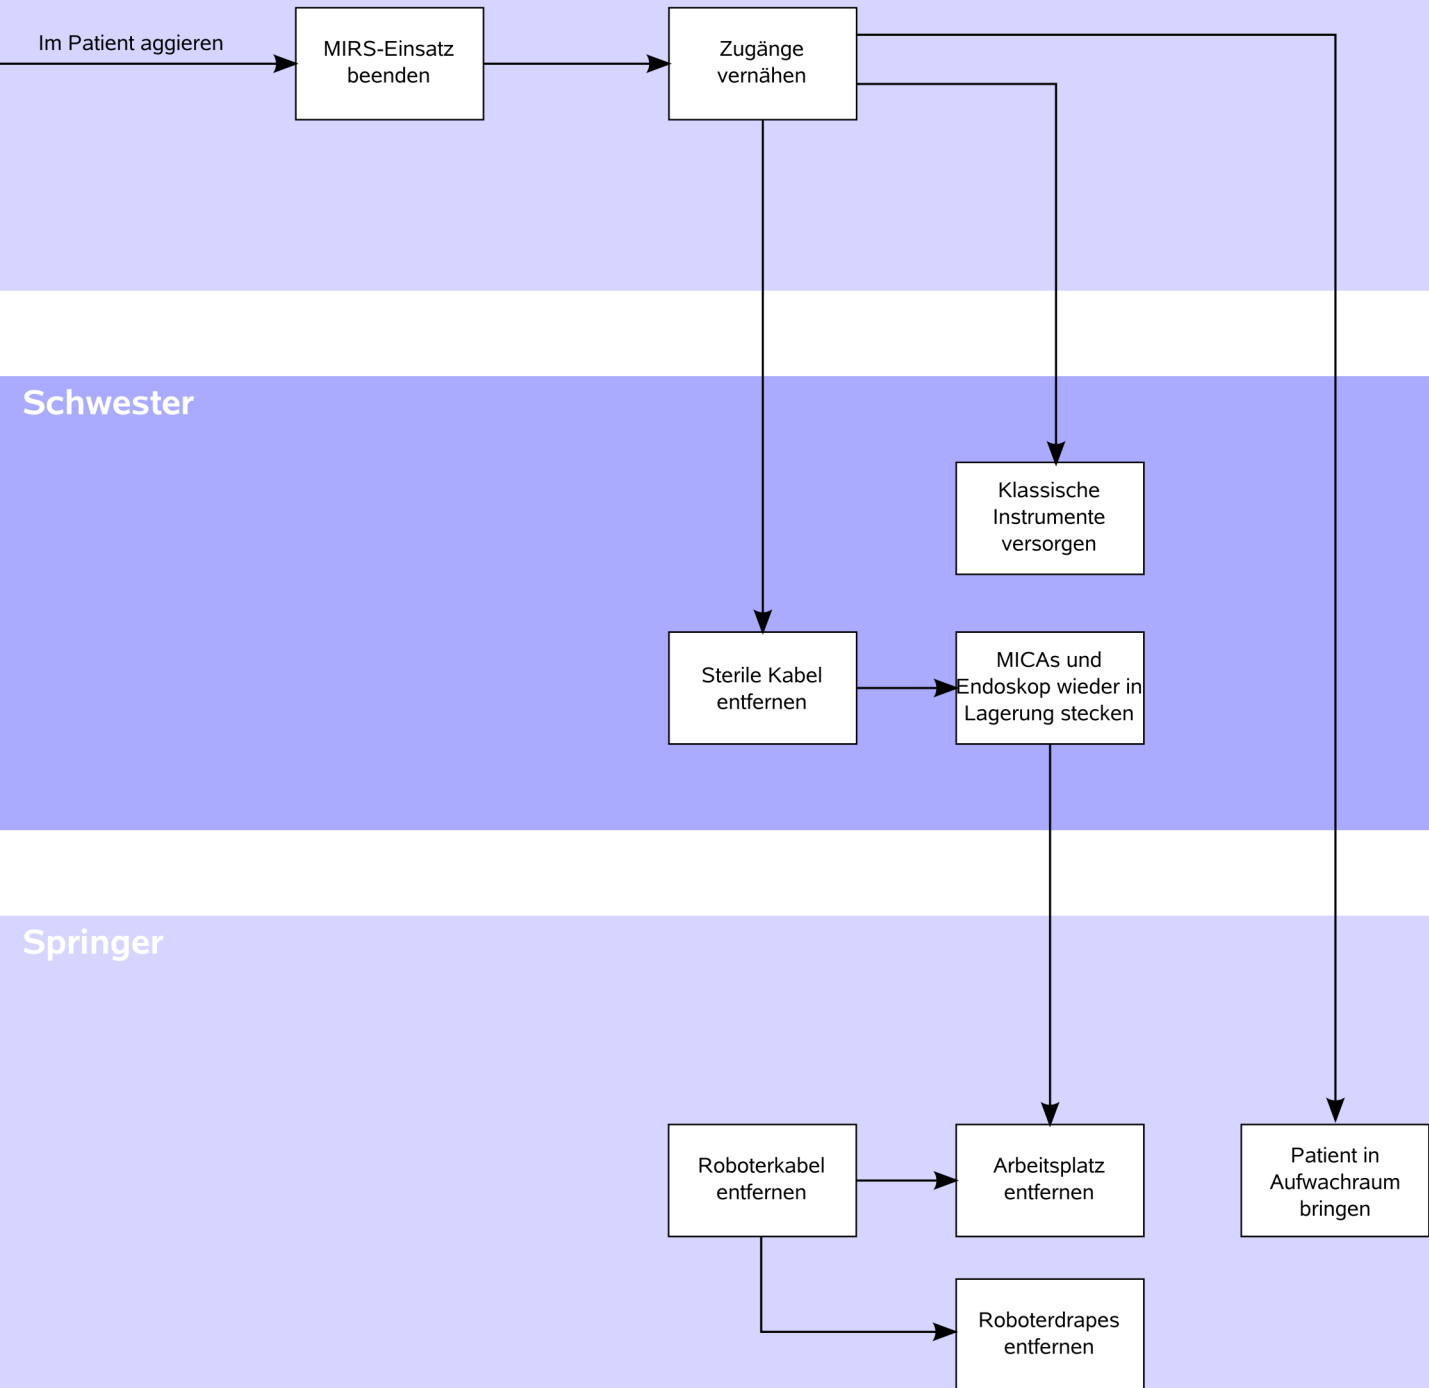 Im Patient aggieren
MIRS-Einsatz
beenden
Zugänge
vernähen
Schwester
Klassische
Instrumente
versorgen
Sterile Kabel
entfernen
MICAs und
Endoskop wieder in
Lagerung stecken
Springer
Roboterkabel
entfernen
Arbeitsplatz
entfernen
Patient in
Aufwachraum
bringen
Roboterdrapes
entfernen